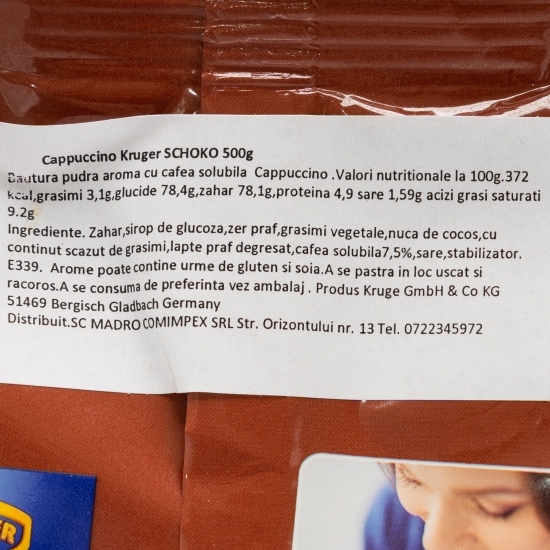 Cappuccino Kruger SCHOKO 500g
Bautura pudra aroma cu cafea solubila Cappuccino .Valori nutritionale la 100g.372
kcal,grasimi 3,1g,glucide 78,4g,zahar 78,1g,proteina 4,9 sare 1,59g acizi grasi saturati
9.2g
Ingrediente. Zahar,sirop de glucoza,zer praf,grasimi vegetale,nuca de cocos,cu
continut scazut de grasimi,lapte praf degresat,cafea solubila7,5%,sare,stabilizator.
E339. Arome poate contine urme de gluten si soia.A se pastra in loc uscat si
racoros.A se consuma de preferinta vez ambalaj . Produs Kruge GmbH & Co KG
51469 Bergisch Gladbach Germany
Distribuit.SC MADRO COMIMPEX SRL Str. Orizontului nr. 13 Tel. 0722345972